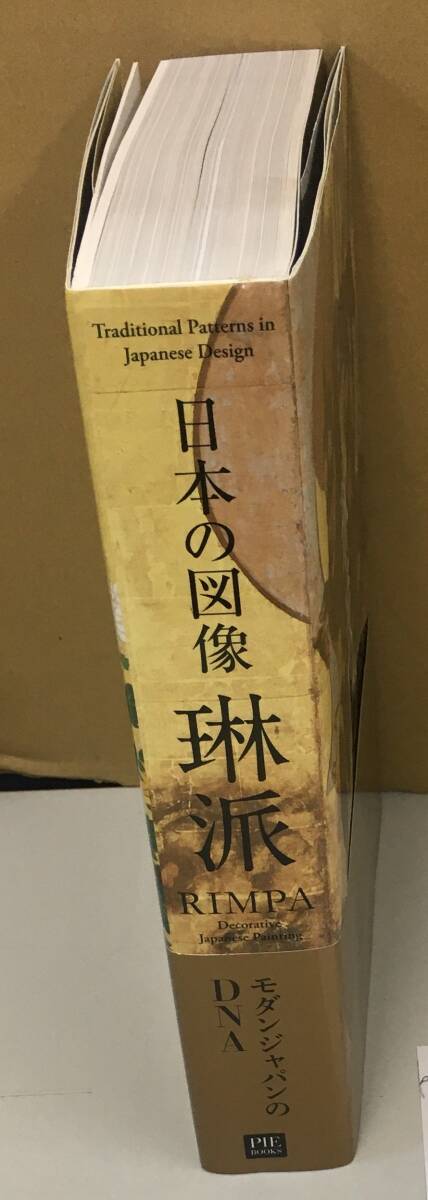 Traditional Patterns in
Japanese Design
日本の図像
琳派
RIMPA
Decorative
Japanese Painting
モダンジャパンの
DNA
PIE
BOOKS